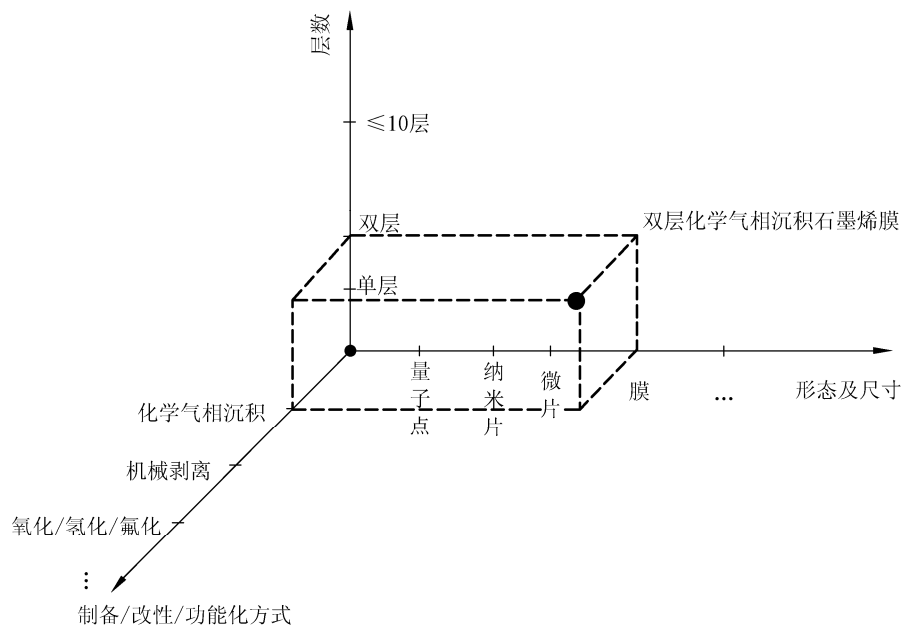 层数
≤10层
双层
双层化学气相沉积石墨烯膜
单层
量子点
纳米片
微片
膜
...
形态及尺寸
化学气相沉积
机械剥离
氧化/氢化/氟化
...
制备/改性/功能化方式